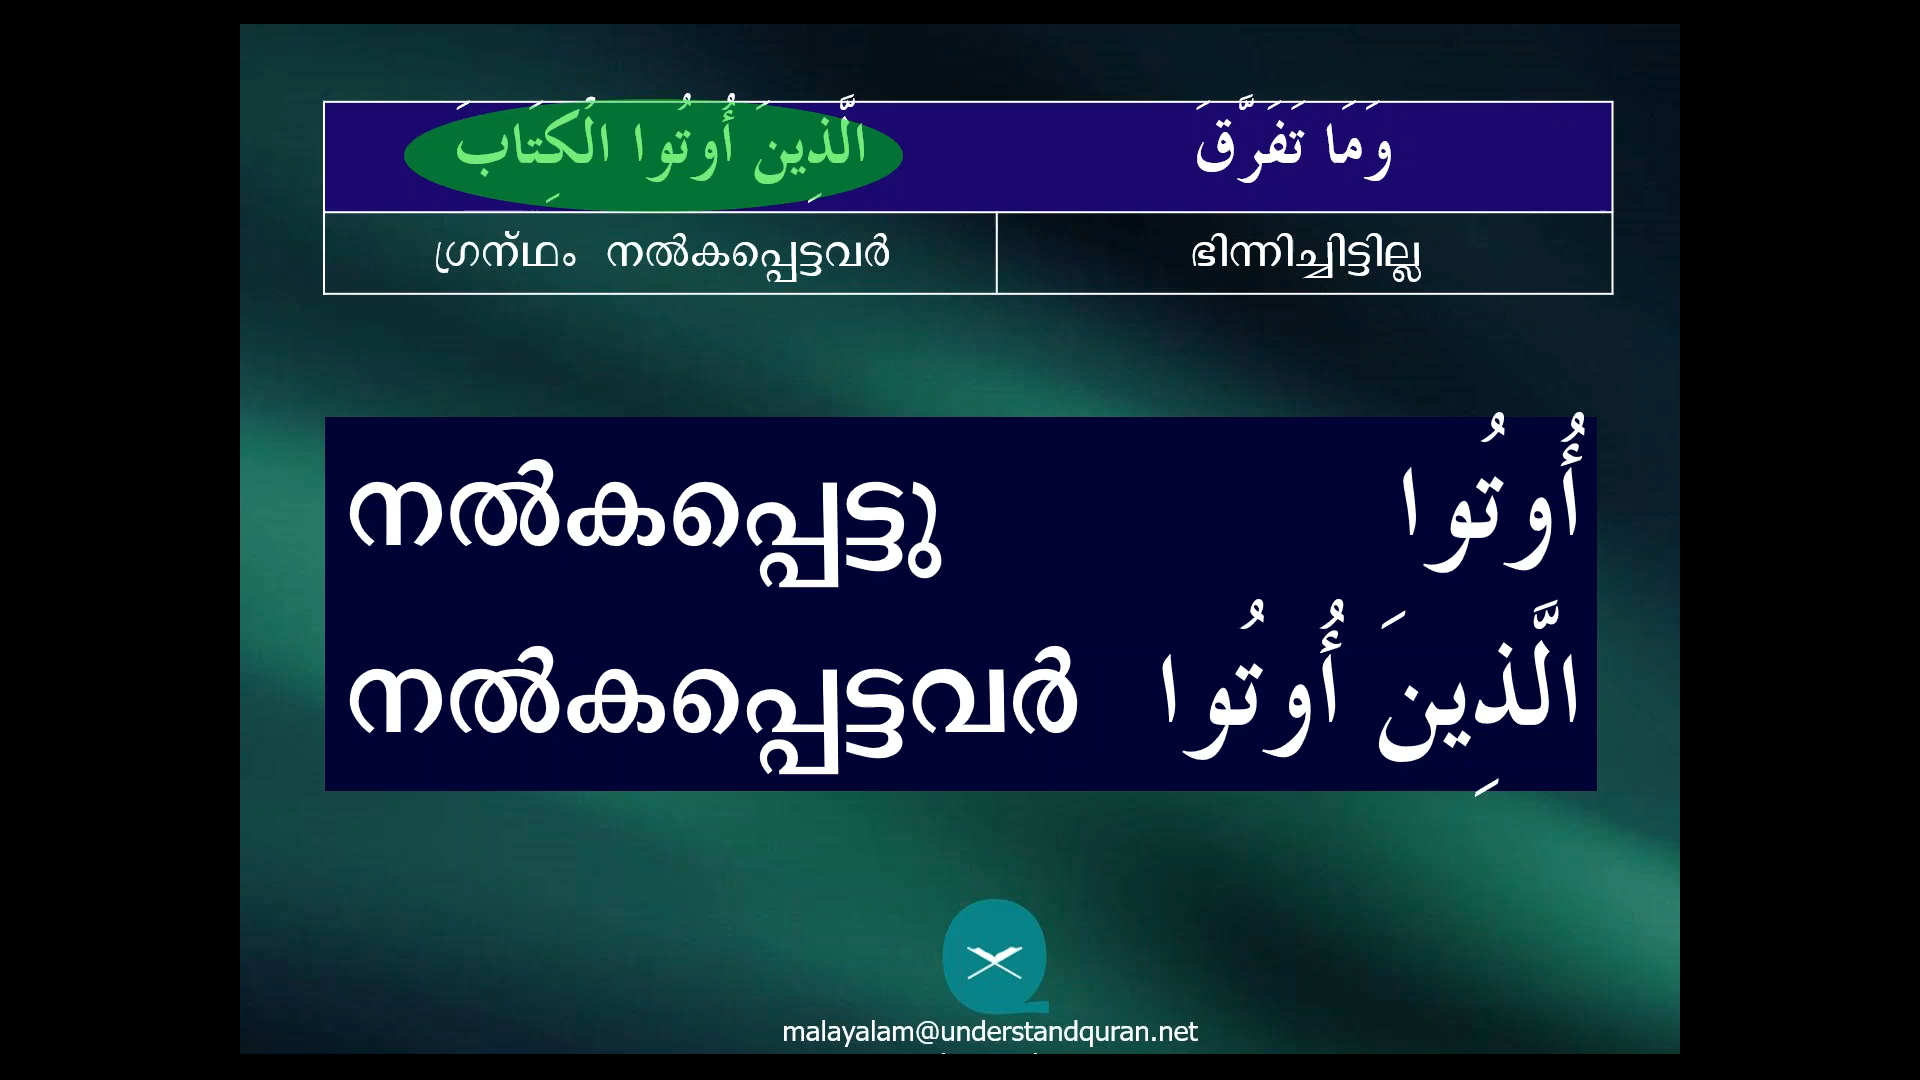 وَمَا تَفَرَّقَ الَّذِينَ أُوتُوا الْكِتَابَ
ഗ്രന്ഥം നൽകപ്പെട്ടവർ ഭിന്നിച്ചിട്ടില്ല
നൽകപ്പെട്ടു أُوتُوا
നൽകപ്പെട്ടവർ الَّذِينَ أُوتُوا
malayalam@understandquran.net